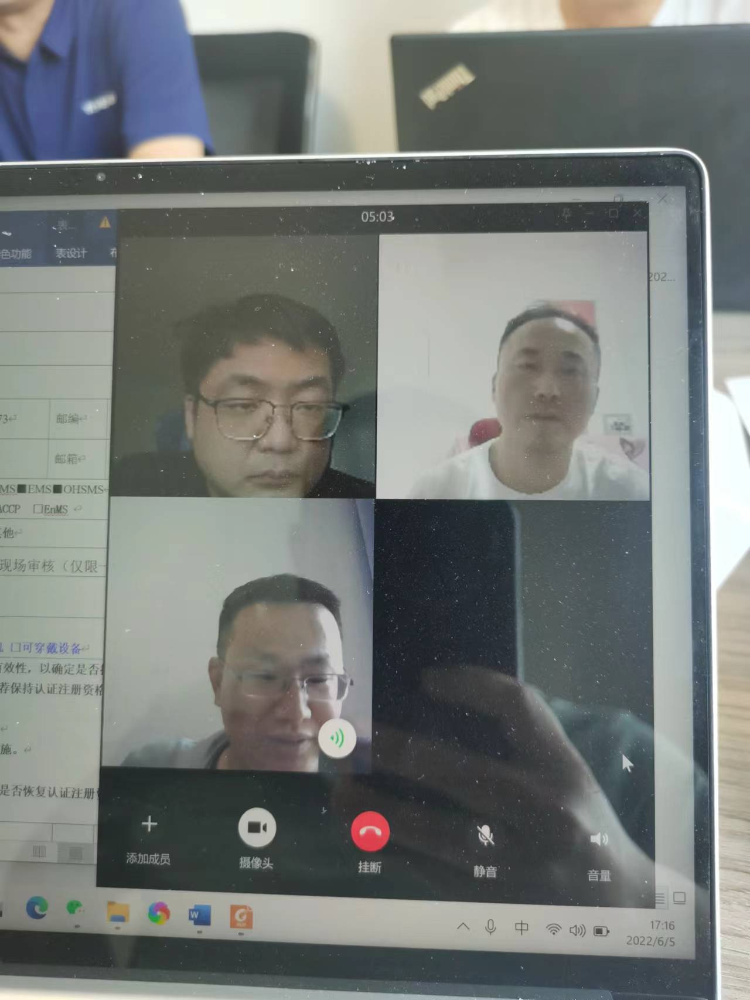 05:03
表...
色功能 表设计 布
202...
73 邮编
邮箱
MS■EMS■OHSMS
ACCP □EnMS
其他
现场审核（仅限一
□可穿戴设备
有效性，以确定是否
荐保持认证注册资格
施。
是否恢复认证注册
添加成员
摄像头
挂断
静音
音量
中
17:16
2022/6/5